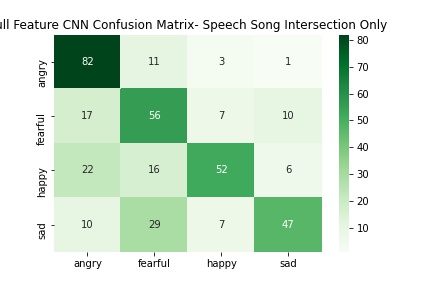 ull Feature CNN Confusion Matrix- Speech Song Intersection Only
angry 82 11 3 1
fearful 17 56 7 10
happy 22 16 52 6
sad 10 29 7 47
angry fearful happy sad
80
70
60
50
40
30
20
10